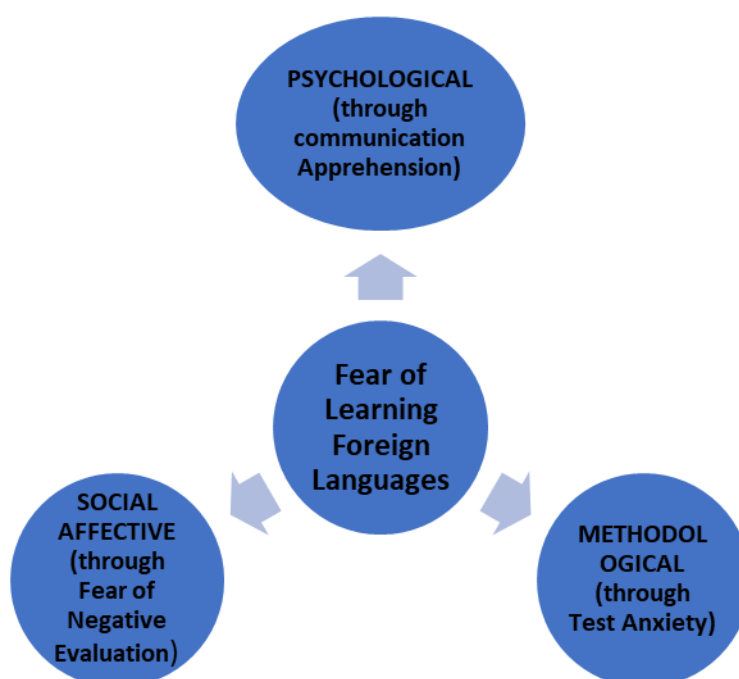 PSYCHOLOGICAL
(through
communication
Apprehension)
Fear of
Learning
Foreign
Languages
SOCIAL
AFFECTIVE
(through
Fear of
Negative
Evaluation)
METHODOL
OGICAL
(through
Test Anxiety)